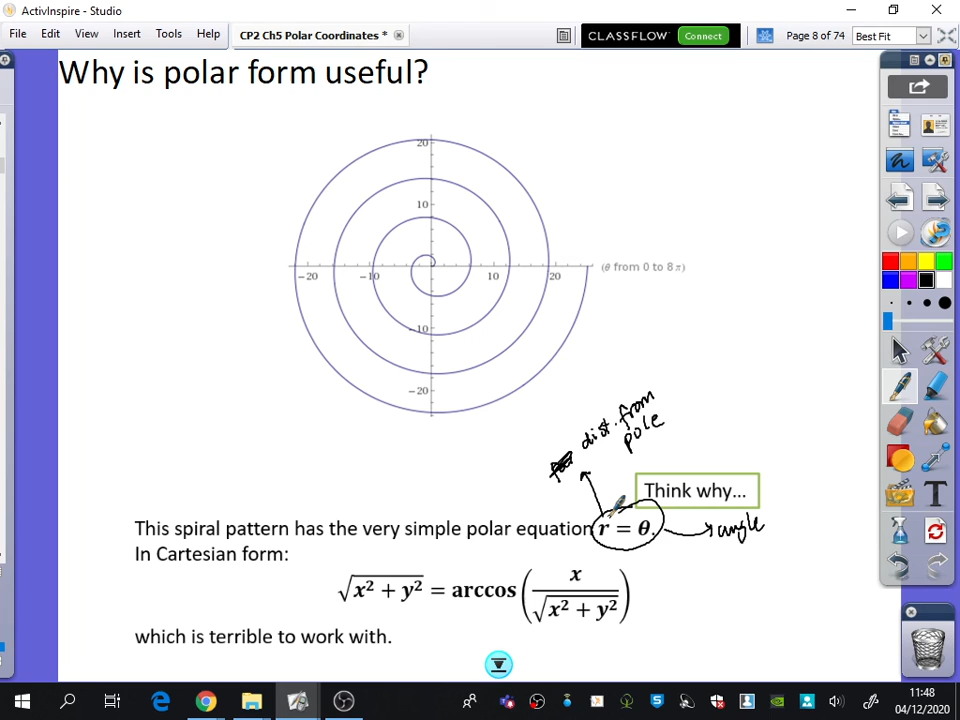 ActivInspire - Studio
File Edit View Insert Tools Help CP2 Ch5 Polar Coordinates * CLASSFLOW Connect Page 8 of 74 Best Fit
Why is polar form useful?
20
10
−20 −10 10 20 (θ from 0 to 8π)
−10
−20
dist. from
pole
Think why...
This spiral pattern has the very simple polar equation r = θ. angle
In Cartesian form:
√(x² + y²) = arccos(x/√(x² + y²))
which is terrible to work with.
T
11:48
04/12/2020